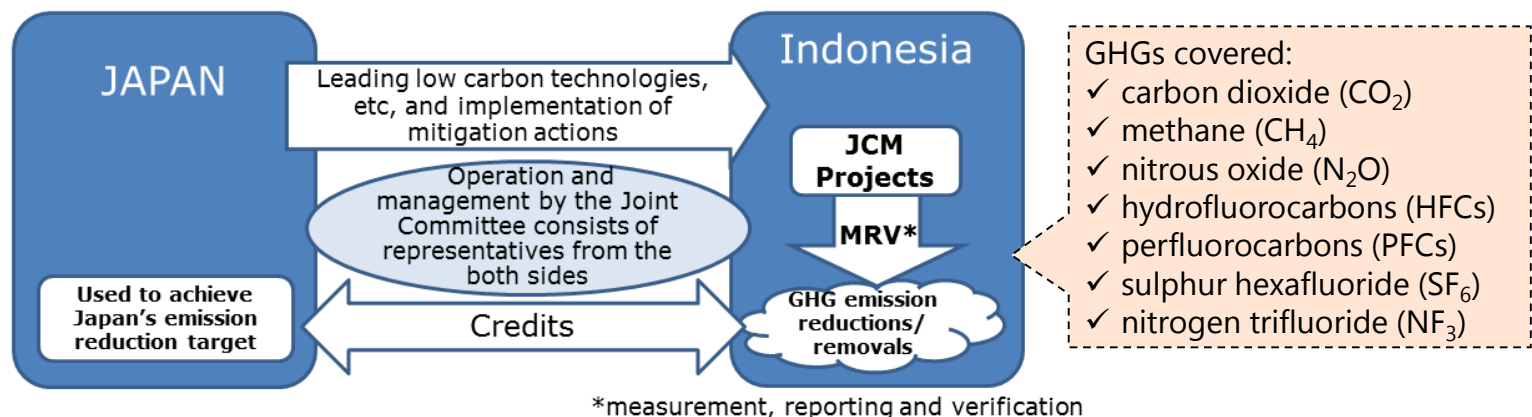 JAPAN
Leading low carbon technologies,
etc, and implementation of
mitigation actions
Operation and
management by the Joint
Committee consists of
representatives from the
both sides
Used to achieve
Japan's emission
reduction target
Credits
Indonesia
JCM
Projects
MRV*
GHG emission
reductions/
removals
*measurement, reporting and verification
GHGs covered:
✓ carbon dioxide (CO₂)
✓ methane (CH₄)
✓ nitrous oxide (N₂O)
✓ hydrofluorocarbons (HFCs)
✓ perfluorocarbons (PFCs)
✓ sulphur hexafluoride (SF₆)
✓ nitrogen trifluoride (NF₃)